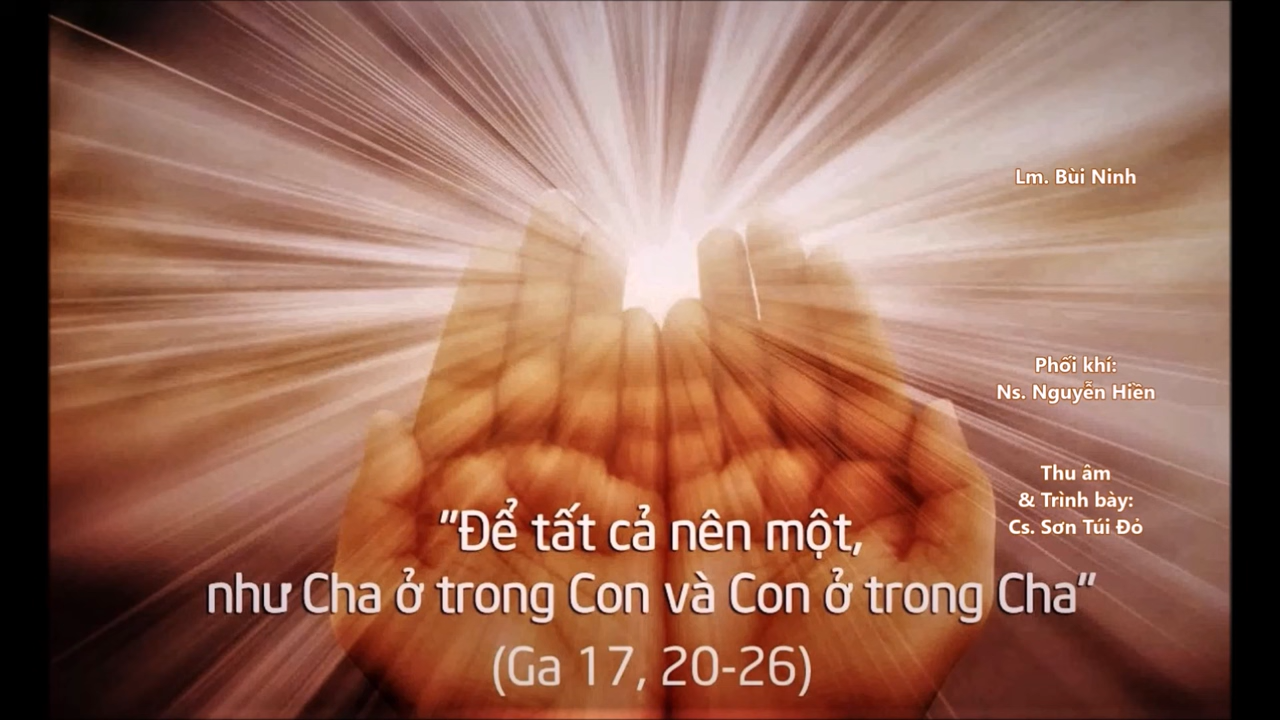 Lm. Bùi Ninh
Phối khí:
Ns. Nguyễn Hiền
Thu âm
& Trình bày:
Cs. Sơn Túi Đỏ
"Để tất cả nên một,
như Cha ở trong Con và Con ở trong Cha"
(Ga 17, 20-26)